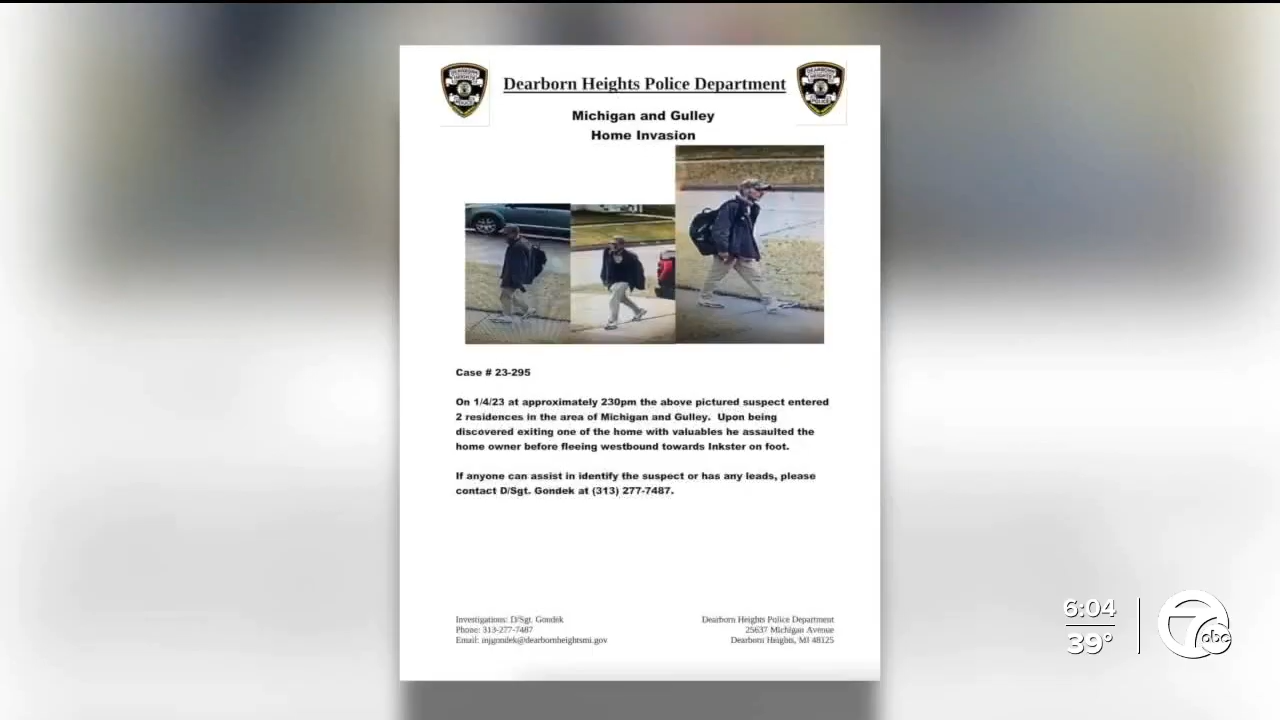 Dearborn Heights Police Department
Michigan and Gulley
Home Invasion
Case # 23-295
On 1/4/23 at approximately 230pm the above pictured suspect entered
2 residences in the area of Michigan and Gulley. Upon being
discovered exiting one of the home with valuables he assaulted the
home owner before fleeing westbound towards Inkster on foot.
If anyone can assist in identify the suspect or has any leads, please
contact D/Sgt. Gondek at (313) 277-7487.
Investigations: D/Sgt. Gondek
Phone: 313-277-7487
Email: mjgondek@dearbornheightsmi.gov
Dearborn Heights Police Department
25637 Michigan Avenue
Dearborn Heights, MI 48125
6:04
39°
7
abc